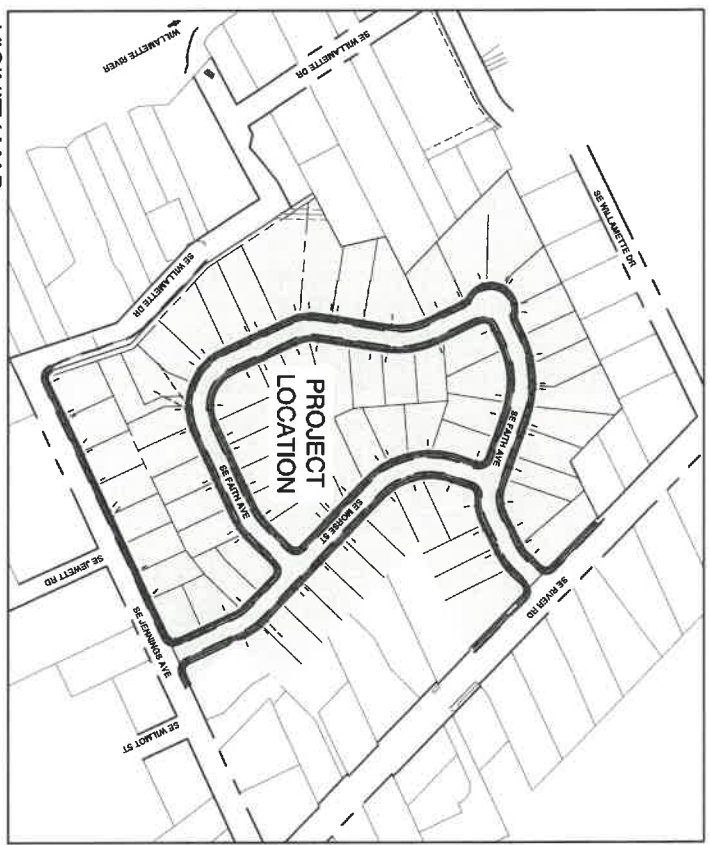 WILLAMETTE RIVER
SE WILLAMETTE DR
SE WILLAMETTE DR
SE WILLAMETTE DR
PROJECT
LOCATION
SE FAITH AVE
SE FAITH AVE
SE MORSE ST
SE RIVER RD
SE JEWETT RD
SE JENNINGS AVE
SE WILMOT ST